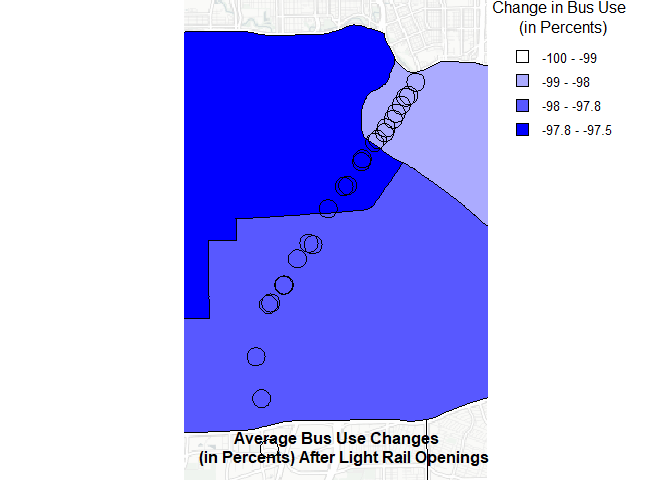 Change in Bus Use
(in Percents)
-100 - -99
-99 - -98
-98 - -97.8
-97.8 - -97.5
Average Bus Use Changes
(in Percents) After Light Rail Openings